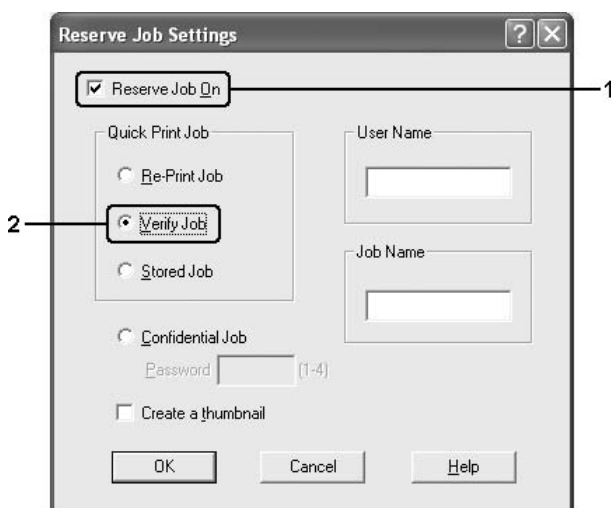 Reserve Job Settings
Reserve Job On
1
Quick Print Job
User Name
Re-Print Job
2
Verify Job
Job Name
Stored Job
Confidential Job
Password
(1-4)
Create a thumbnail
OK
Cancel
Help